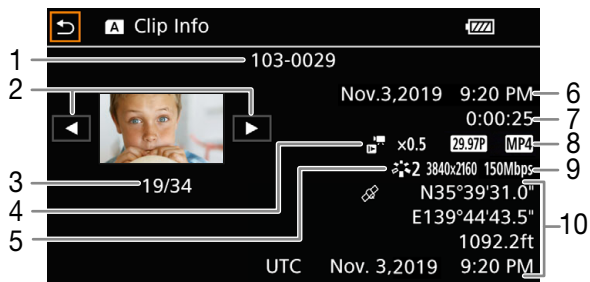 A Clip Info
1 103-0029
2
Nov.3,2019 9:20 PM 6
0:00:25 7
×0.5 29.97P MP4 8
3 19/34
2 3840x2160 150Mbps 9
4
N35°39'31.0"
E139°44'43.5" 10
5
1092.2ft
UTC Nov. 3,2019 9:20 PM